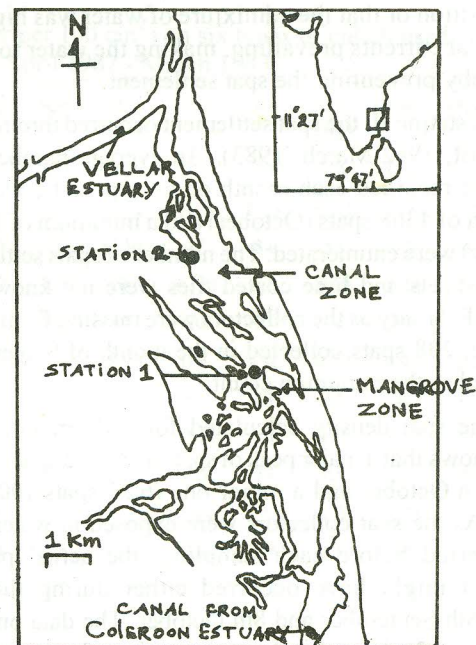 N
11°27'
79°47'
VELLAR
ESTUARY
STATION 2
CANAL
ZONE
STATION 1
MANGROVE
ZONE
1 Km
CANAL FROM
COLEROON ESTUARY